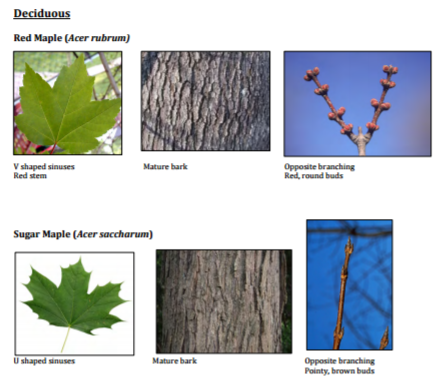 Deciduous
Red Maple (Acer rubrum)
V shaped sinuses
Red stem
Mature bark
Opposite branching
Red, round buds
Sugar Maple (Acer saccharum)
U shaped sinuses
Mature bark
Opposite branching
Pointy, brown buds